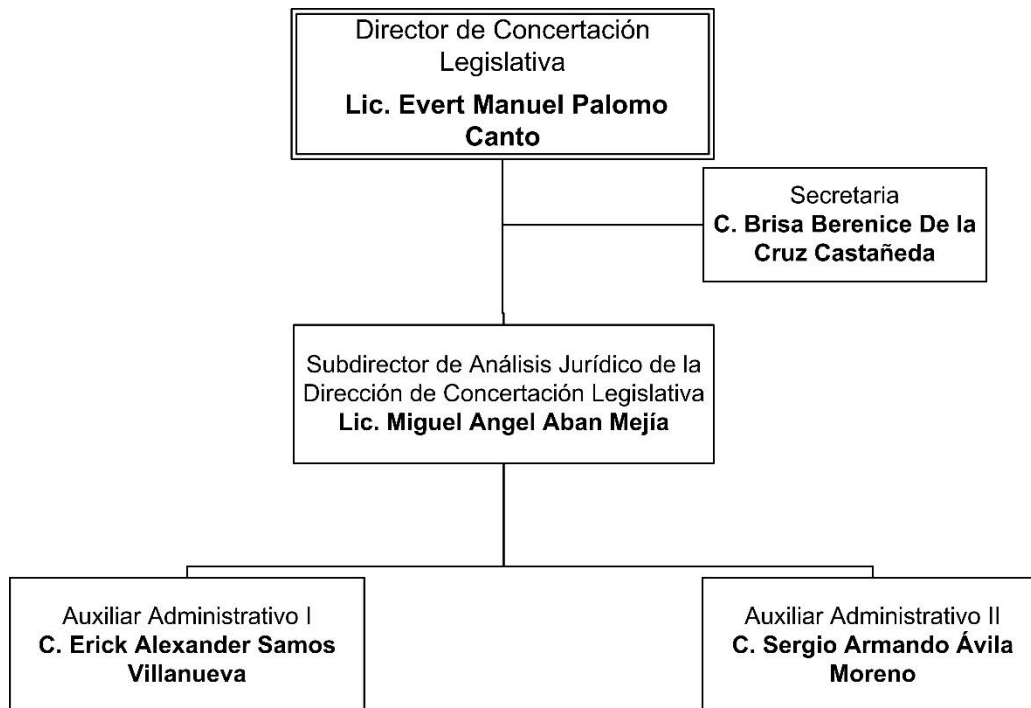 Director de Concertación
Legislativa
Lic. Evert Manuel Palomo
Canto
Secretaria
C. Brisa Berenice De la
Cruz Castañeda
Subdirector de Análisis Jurídico de la
Dirección de Concertación Legislativa
Lic. Miguel Angel Aban Mejía
Auxiliar Administrativo I
C. Erick Alexander Samos
Villanueva
Auxiliar Administrativo II
C. Sergio Armando Ávila
Moreno